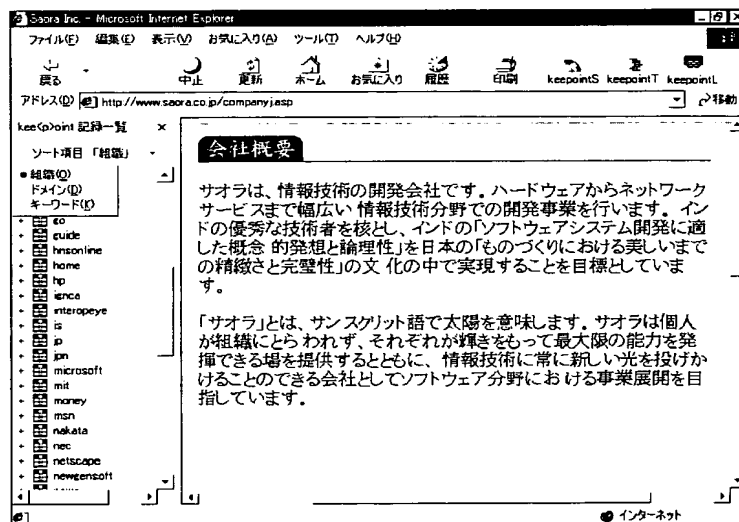 Saora Inc. - Microsoft Internet Explorer
ファイル(F) 編集(E) 表示(V) お気に入り(A) ツール(T) ヘルプ(H)
戻る 中止 更新 ホーム お気に入り 履歴 印刷 keepointS keepointT keepointL
アドレス(D) http://www.saora.co.jp/companyj.asp 移動
kee<p>oint 記録一覧 ×
ソート項目 「組織」
組織(O)
ドメイン(D)
キーワード(K)
co
guide
hnsonline
home
hp
ignca
interopeye
is
jp
jpn
microsoft
mit
money
msn
nakata
nec
netscape
newgensoft
会社概要
サオラは、情報技術の開発会社です。ハードウェアからネットワーク
サービスまで幅広い 情報技術分野での開発事業を行います。イン
ドの優秀な技術者を核とし、インドの「ソフトウェアシステム開発に適
した概念 的発想と論理性」を日本の「ものづくりにおける美しいまで
の精緻さと完璧性」の文 化の中で実現することを目標としていま
す。
「サオラ」とは、サンスクリット語で太陽を意味します。サオラは個人
が組織にとら われず、それぞれが輝きをもって最大限の能力を発
揮できる場を提供するとともに、情報技術に常に新しい光を投げか
けることのできる会社としてソフトウェア分野にお ける事業展開を目
指しています。
インターネット